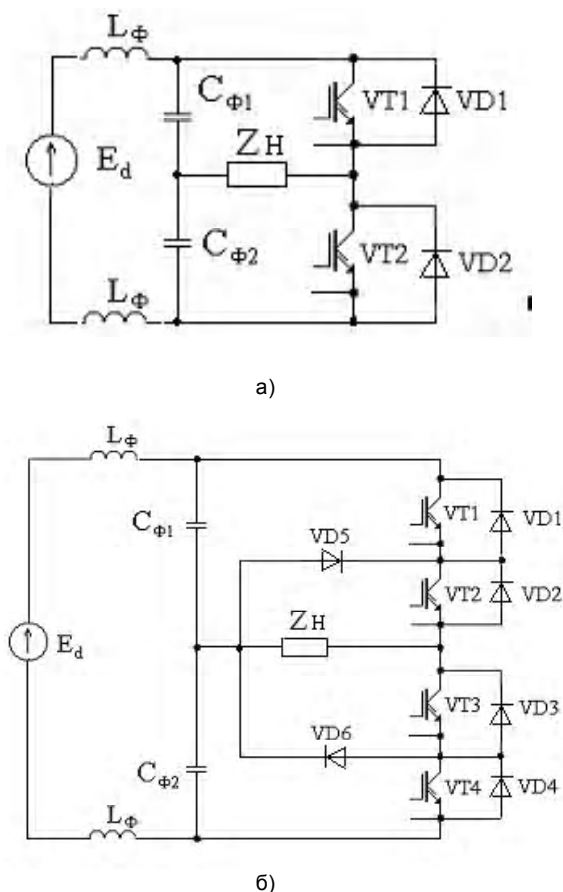 LФ
CФ1
VT1
VD1
ZН
Ed
CФ2
VT2
VD2
LФ
а)
LФ
CФ1
VT1
VD1
VD5
VT2
VD2
ZН
Ed
VT3
VD3
VD6
CФ2
VT4
VD4
LФ
б)